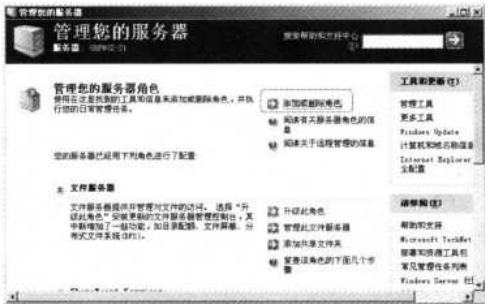 管理您的服务器
管理您的服务器
服务器
搜索帮助和支持中心
工具和更新(T)
管理工具
更多工具
Windows Update
计算机和域名称信息
Internet Explorer
全配置
管理您的服务器角色
使用在这里找到的工具和信息来添加或删除角色，并执
行您的日常管理任务。
添加或删除角色
阅读有关服务器角色的信
息
阅读关于远程管理的信息
您的服务器已经用下列角色进行了配置:
文件服务器
文件服务器提供并管理对文件的访问。 选择“升
级此角色”安装更新的文件服务器管理控制台，其
中新增加了一些功能，如目录配额、文件屏蔽、分
布式文件系统(DFS)。
升级此角色
管理此文件服务器
添加共享文件夹
复查该角色的下面几个步
骤
请参阅(E)
帮助和支持
Microsoft TechNet
部署和资源工具包
常见管理任务列表
Windows Server 社